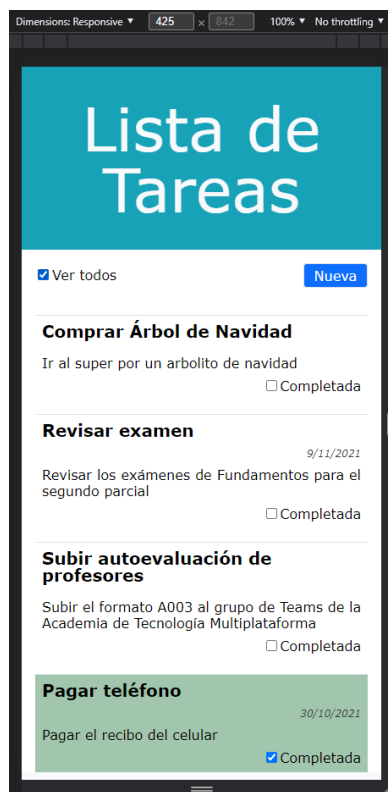 Dimensions: Responsive ▼ 425 × 842 100% ▼ No throttling ▼
Lista de
Tareas
Ver todos Nueva
Comprar Árbol de Navidad
Ir al super por un arbolito de navidad
Completada
Revisar examen
9/11/2021
Revisar los exámenes de Fundamentos para el
segundo parcial
Completada
Subir autoevaluación de
profesores
Subir el formato A003 al grupo de Teams de la
Academia de Tecnología Multiplataforma
Completada
Pagar teléfono
30/10/2021
Pagar el recibo del celular
Completada